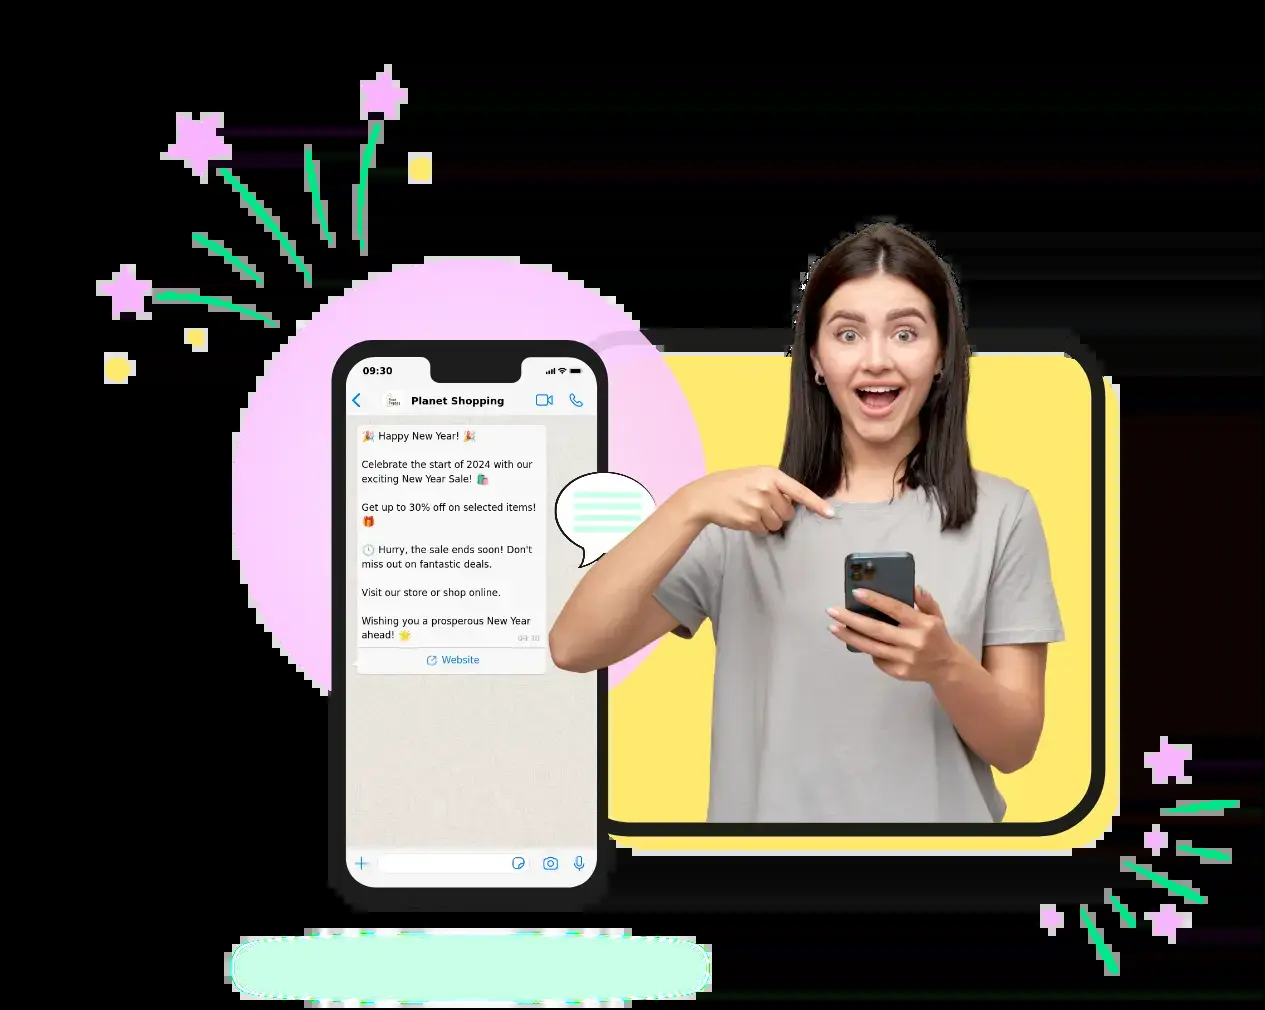 09:30
Planet Shopping
🎉 Happy New Year! 🎉
Celebrate the start of 2024 with our
exciting New Year Sale! 🛍️
Get up to 30% off on selected items!
🎁
🕛 Hurry, the sale ends soon! Don't
miss out on fantastic deals.
Visit our store or shop online.
Wishing you a prosperous New Year
ahead! 🌟
09:30
Website